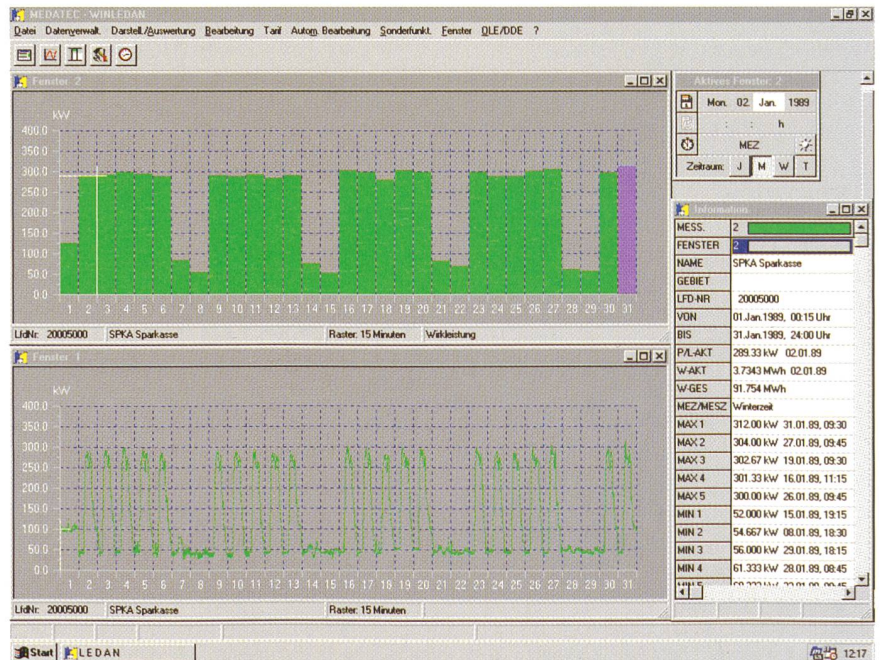 MEDATEC - WINLEDAN
Datei Datenverwalt. Darstell./Auswertung Bearbeitung Tarif Autom. Bearbeitung Sonderfunkt. Fenster OLE/DDE ?
Fenster 2
kW
400.0
350.0
300.0
250.0
200.0
150.0
100.0
50.0
0.0
1 2 3 4 5 6 7 8 9 10 11 12 13 14 15 16 17 18 19 20 21 22 23 24 25 26 27 28 29 30 31
LfdNr: 20005000 SPKA Sparkasse Raster: 15 Minuten Wirkleistung
Fenster 1
kW
400.0
350.0
300.0
250.0
200.0
150.0
100.0
50.0
0.0
1 2 3 4 5 6 7 8 9 10 11 12 13 14 15 16 17 18 19 20 21 22 23 24 25 26 27 28 29 30 31
LfdNr: 20005000 SPKA Sparkasse Raster: 15 Minuten
Aktives Fenster: 2
Mon. 02 Jan. 1989
: : h
MEZ
Zeitraum: J M W T
Information
MESS. 2
FENSTER 2
NAME SPKA Sparkasse
GEBIET
LFD-NR 20005000
VON 01.Jan.1989, 00:15 Uhr
BIS 31.Jan.1989, 24:00 Uhr
P/L-AKT 289.33 kW 02.01.89
W-AKT 3.7343 MWh 02.01.89
W-GES 91.754 MWh
MEZ/MESZ Winterzeit
MAX 1 312.00 kW 31.01.89, 09:30
MAX 2 304.00 kW 27.01.89, 09:45
MAX 3 302.67 kW 19.01.89, 09:30
MAX 4 301.33 kW 16.01.89, 11:15
MAX 5 300.00 kW 26.01.89, 09:45
MIN 1 52.000 kW 15.01.89, 19:15
MIN 2 54.667 kW 08.01.89, 18:30
MIN 3 56.000 kW 29.01.89, 18:15
MIN 4 61.333 kW 28.01.89, 08:45
Start LEDAN 12:17